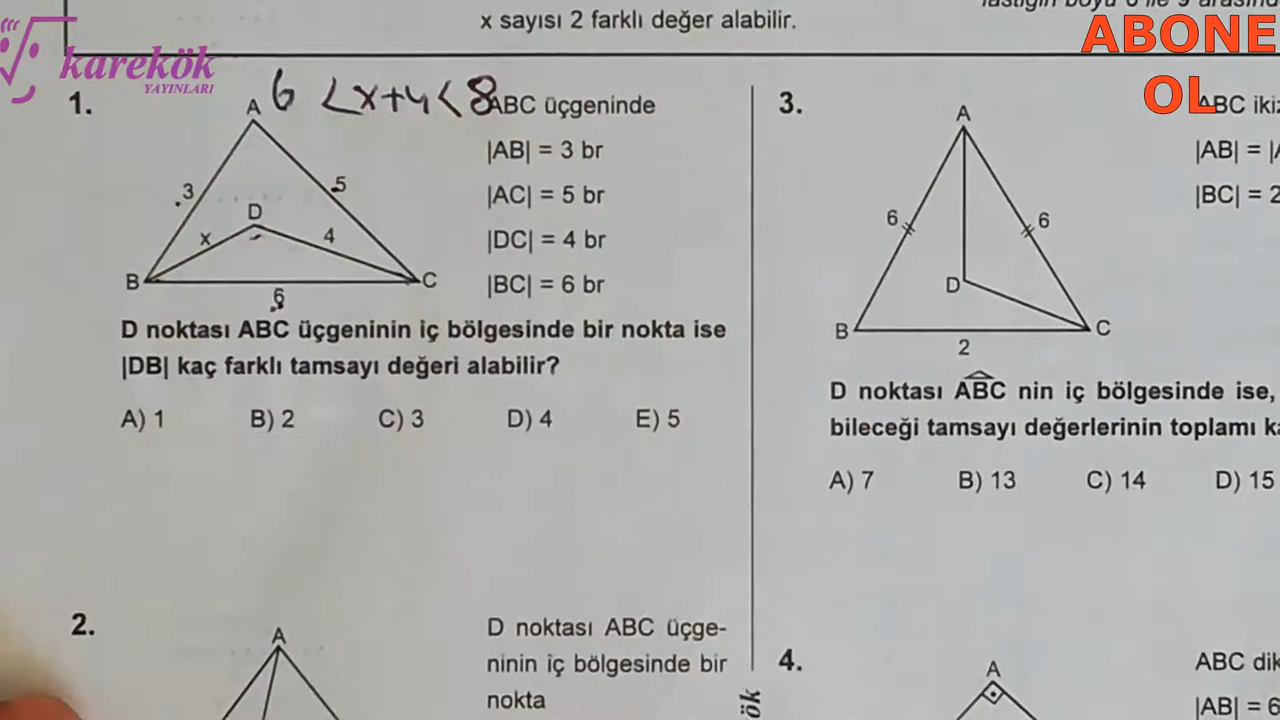 x sayısı 2 farklı değer alabilir.
ABONE
OL
karekök
YAYINLARI
1.
6 <x+4<8
A
3
5
D
x
4
B
C
6
ABC üçgeninde
|AB| = 3 br
|AC| = 5 br
|DC| = 4 br
|BC| = 6 br
D noktası ABC üçgeninin iç bölgesinde bir nokta ise
|DB| kaç farklı tamsayı değeri alabilir?
A) 1 B) 2 C) 3 D) 4 E) 5
2.
A
D noktası ABC üçge-
ninin iç bölgesinde bir
nokta
3.
A
6
6
D
B
C
2
ABC
|AB| =
|BC| = 2
D noktası ABC nin iç bölgesinde ise,
bileceği tamsayı değerlerinin toplamı
A) 7 B) 13 C) 14 D) 15
4.
A
ABC
|AB| = 6